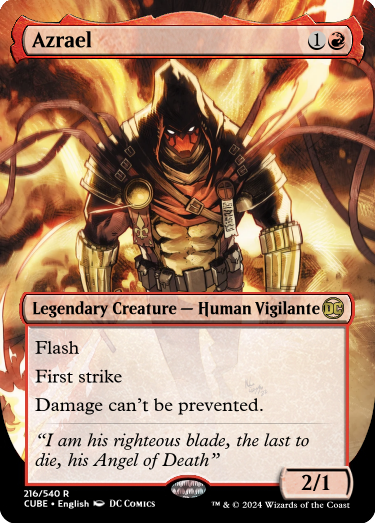 Azrael 1
Legendary Creature — Human Vigilante DC
Flash
First strike
Damage can't be prevented.
“I am his righteous blade, the last to
die, his Angel of Death”
2/1
216/540 R
CUBE • English DC COMICS
™ & © 2024 Wizards of the Coast